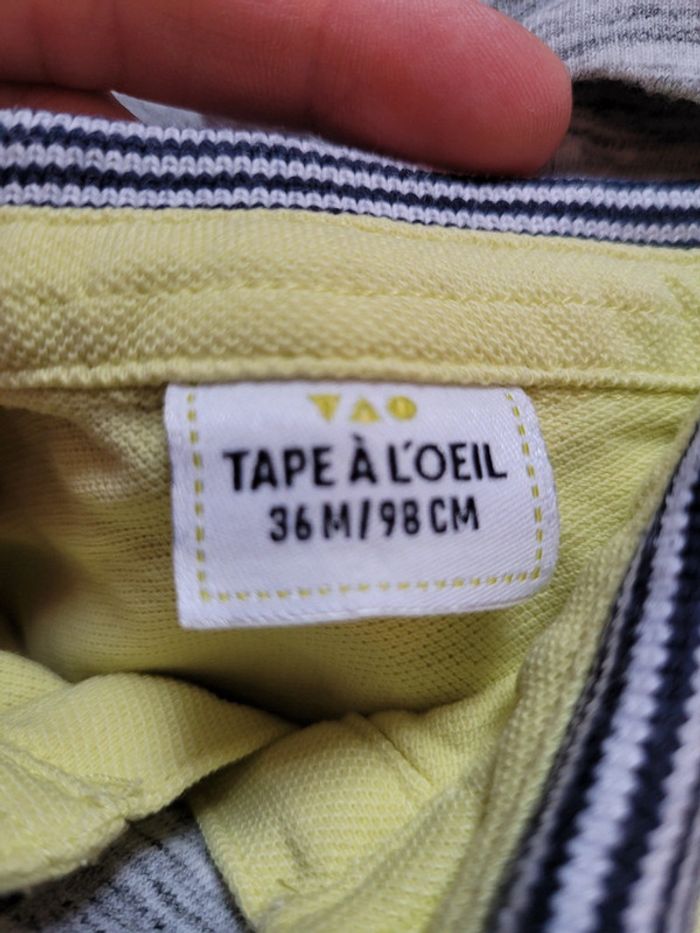 TAO
TAPE À L'OEIL
36M/98CM